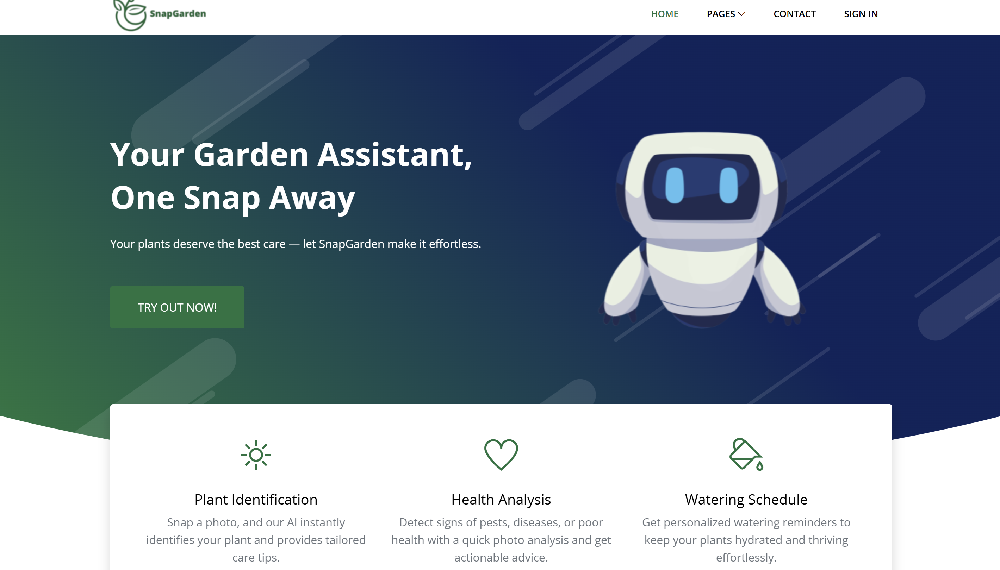 SnapGarden
HOME
PAGES
CONTACT
SIGN IN
Your Garden Assistant,
One Snap Away
Your plants deserve the best care — let SnapGarden make it effortless.
TRY OUT NOW!
Plant Identification
Snap a photo, and our AI instantly
identifies your plant and provides tailored
care tips.
Health Analysis
Detect signs of pests, diseases, or poor
health with a quick photo analysis and get
actionable advice.
Watering Schedule
Get personalized watering reminders to
keep your plants hydrated and thriving
effortlessly.